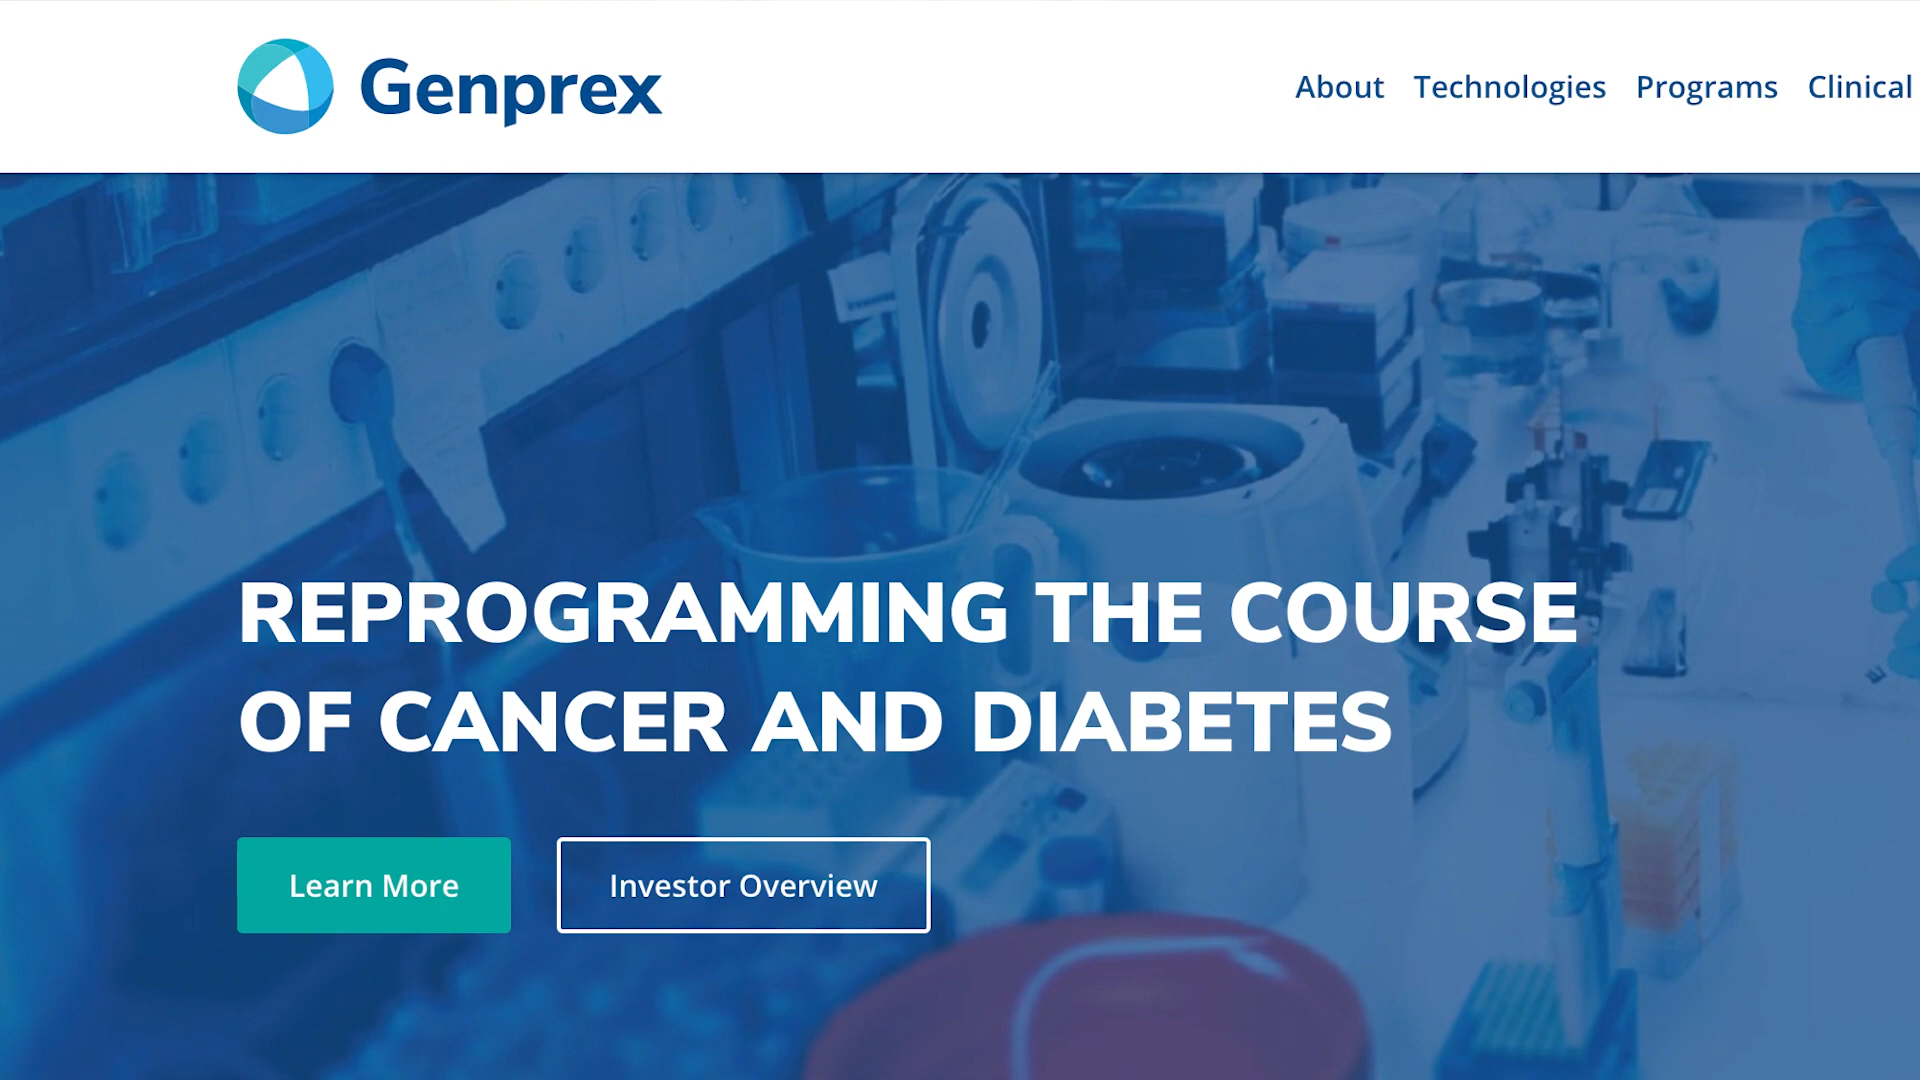 Genprex
About Technologies Programs Clinical
REPROGRAMMING THE COURSE
OF CANCER AND DIABETES
Learn More
Investor Overview